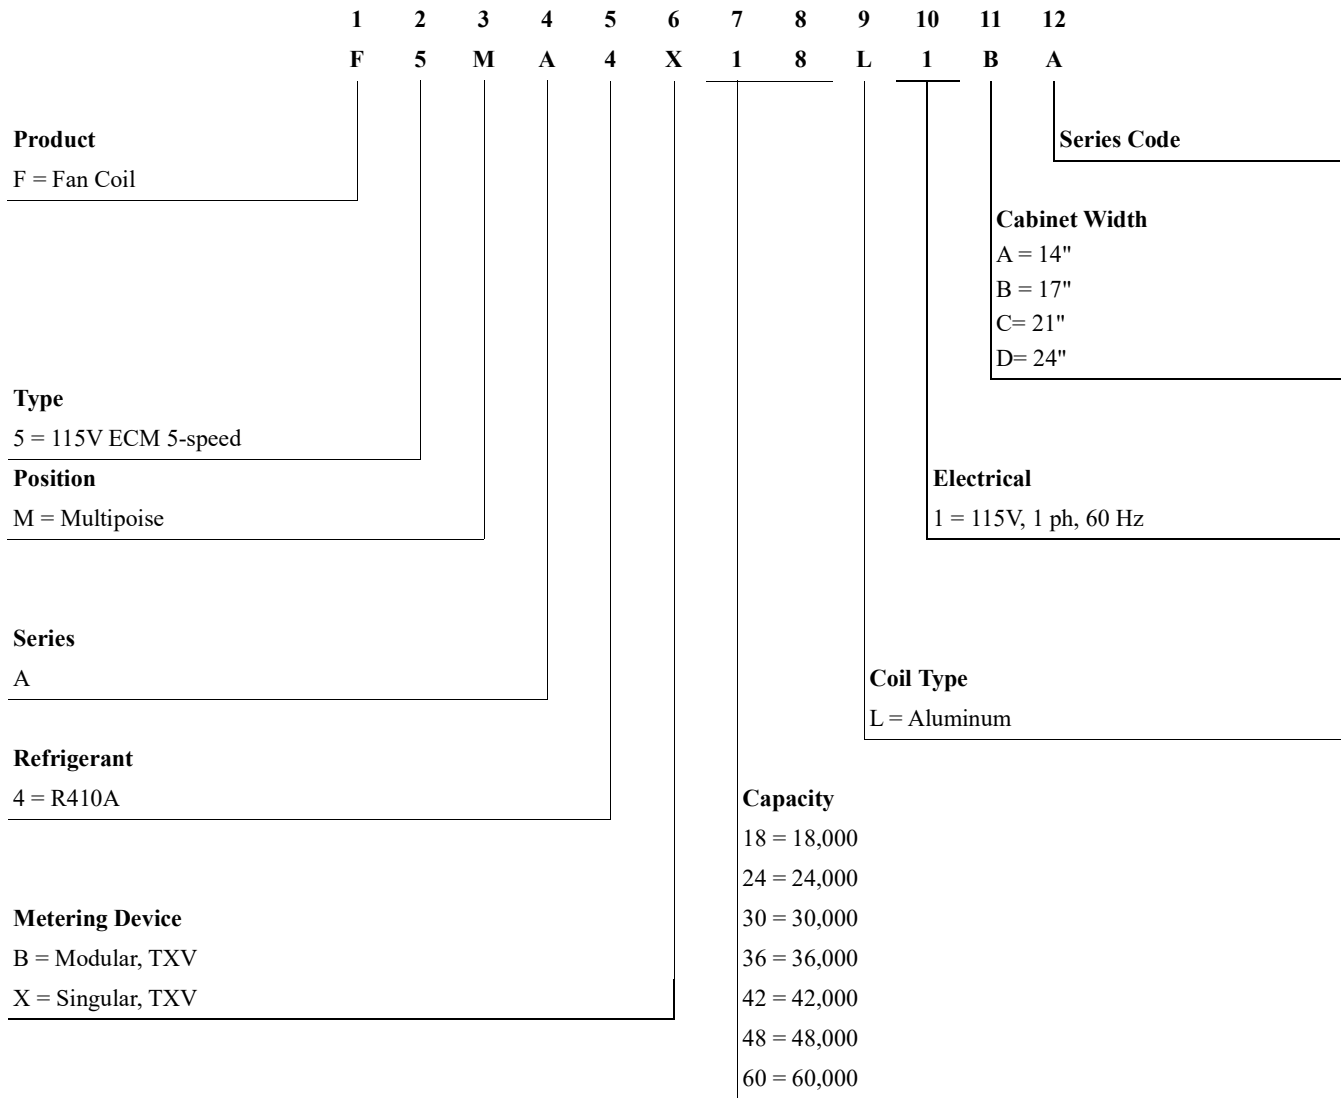 1 2 3 4 5 6 7 8 9 10 11 12
F 5 M A 4 X 1 8 L 1 B A
Product
F = Fan Coil
Series Code
Cabinet Width
A = 14"
B = 17"
C= 21"
D= 24"
Type
5 = 115V ECM 5-speed
Position
M = Multipoise
Electrical
1 = 115V, 1 ph, 60 Hz
Series
A
Coil Type
L = Aluminum
Refrigerant
4 = R410A
Capacity
18 = 18,000
24 = 24,000
30 = 30,000
36 = 36,000
42 = 42,000
48 = 48,000
60 = 60,000
Metering Device
B = Modular, TXV
X = Singular, TXV